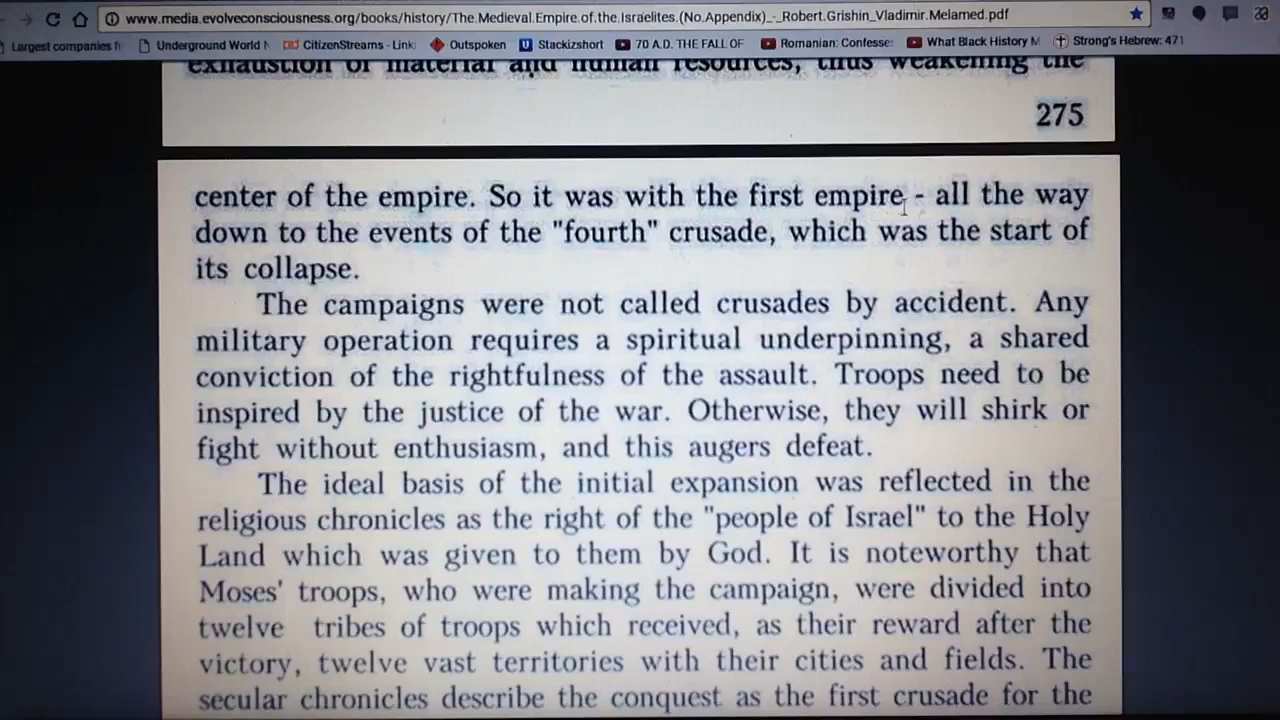 www.media.evolveconsciousness.org/books/history/The.Medieval.Empire.of.the.Israelites.(No.Appendix)_-_Robert.Grishin_Vladimir.Melamed.pdf
Largest companies Underground World CitizenStreams - Link Outspoken Stackizshort 70 A.D. THE FALL OF Romanian: Confesse What Black History M Strong's Hebrew: 471
exhaustion of material and human resources, thus weakening the
275
center of the empire. So it was with the first empire - all the way
down to the events of the "fourth" crusade, which was the start of
its collapse.
The campaigns were not called crusades by accident. Any
military operation requires a spiritual underpinning, a shared
conviction of the rightfulness of the assault. Troops need to be
inspired by the justice of the war. Otherwise, they will shirk or
fight without enthusiasm, and this augers defeat.
The ideal basis of the initial expansion was reflected in the
religious chronicles as the right of the "people of Israel" to the Holy
Land which was given to them by God. It is noteworthy that
Moses' troops, who were making the campaign, were divided into
twelve tribes of troops which received, as their reward after the
victory, twelve vast territories with their cities and fields. The
secular chronicles describe the conquest as the first crusade for the